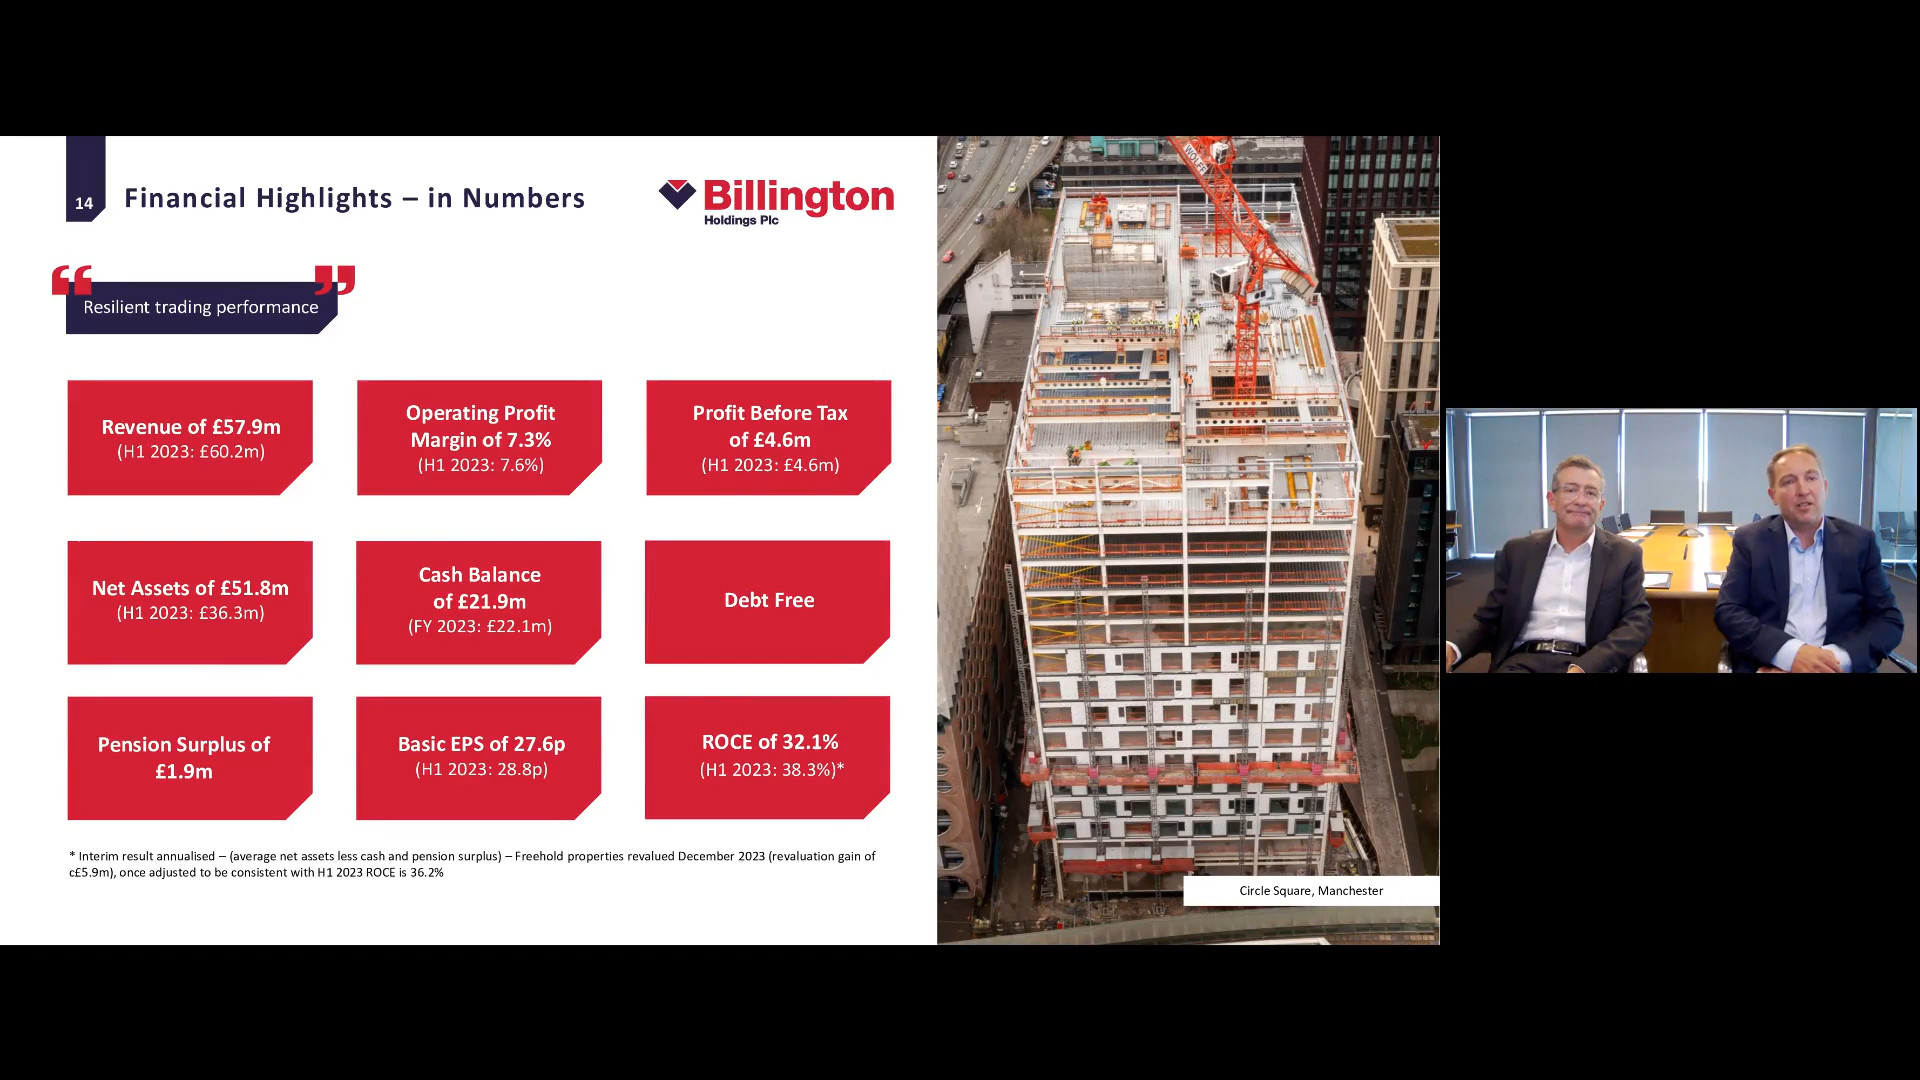 14
Financial Highlights – in Numbers
Billington
Holdings Plc
Resilient trading performance
Revenue of £57.9m
(H1 2023: £60.2m)
Operating Profit
Margin of 7.3%
(H1 2023: 7.6%)
Profit Before Tax
of £4.6m
(H1 2023: £4.6m)
Net Assets of £51.8m
(H1 2023: £36.3m)
Cash Balance
of £21.9m
(FY 2023: £22.1m)
Debt Free
Pension Surplus of
£1.9m
Basic EPS of 27.6p
(H1 2023: 28.8p)
ROCE of 32.1%
(H1 2023: 38.3%)*
* Interim result annualised – (average net assets less cash and pension surplus) – Freehold properties revalued December 2023 (revaluation gain of
c£5.9m), once adjusted to be consistent with H1 2023 ROCE is 36.2%
WOLFF
Circle Square, Manchester